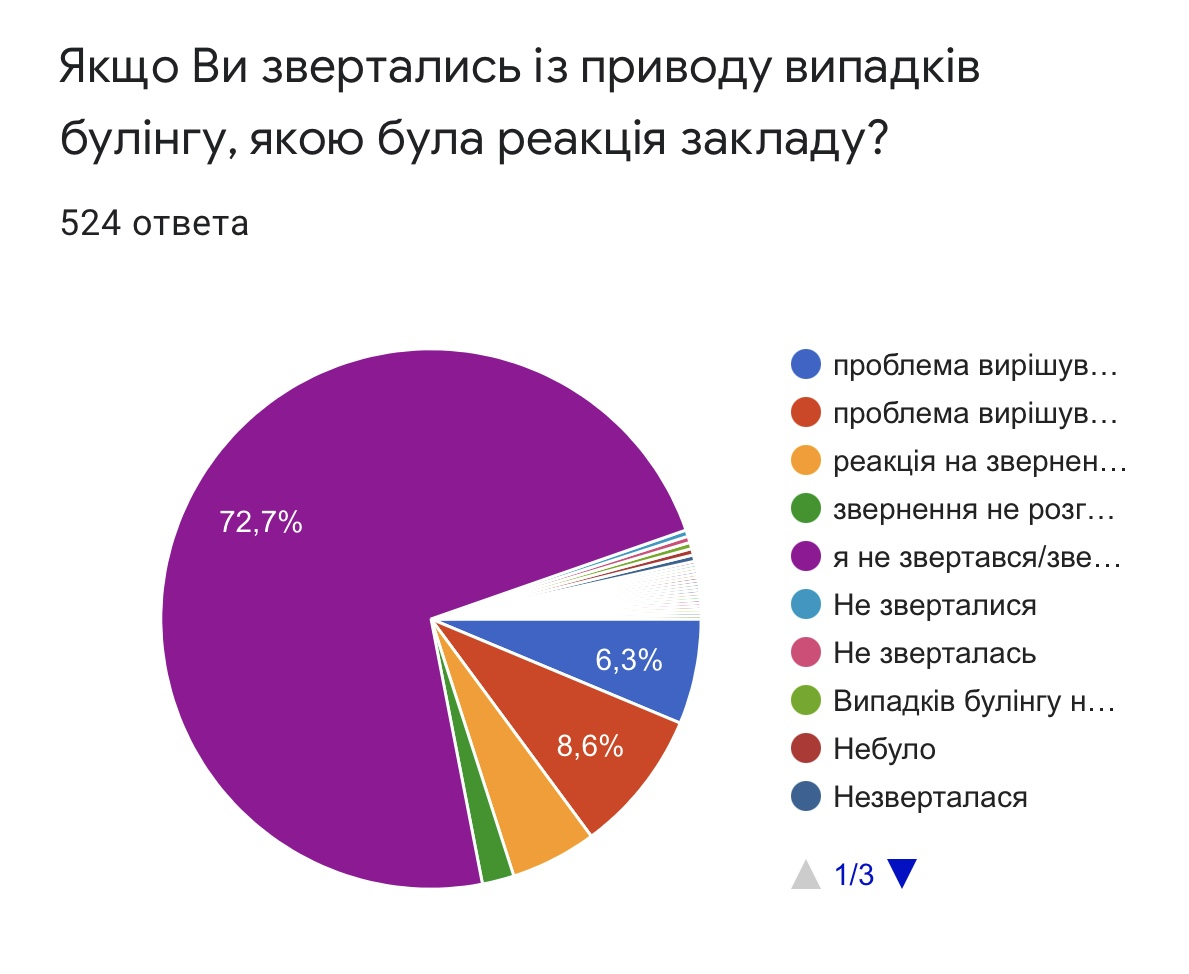 Якщо Ви звертались із приводу випадків
булінгу, якою була реакція закладу?
524 ответа
72,7%
6,3%
8,6%
проблема вирішув…
проблема вирішув…
реакція на звернен…
звернення не розг…
я не звертався/зве…
Не зверталися
Не зверталась
Випадків булінгу н…
Небуло
Незверталася
1/3